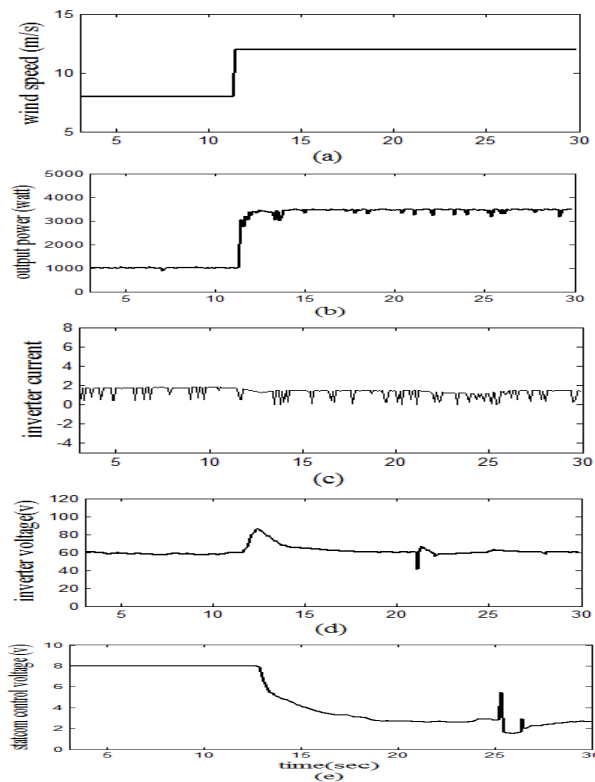 15
10
5
wind speed (m/s)
5 10 15 20 25 30
(a)
5000
4000
3000
2000
1000
0
output power (watt)
5 10 15 20 25 30
(b)
8
6
4
2
0
-2
-4
inverter current
5 10 15 20 25 30
(c)
120
100
80
60
40
20
0
inverter voltage(v)
5 10 15 20 25 30
(d)
10
8
6
4
2
0
statcom control voltage (v)
5 10 15 20 25 30
time(sec)
(e)